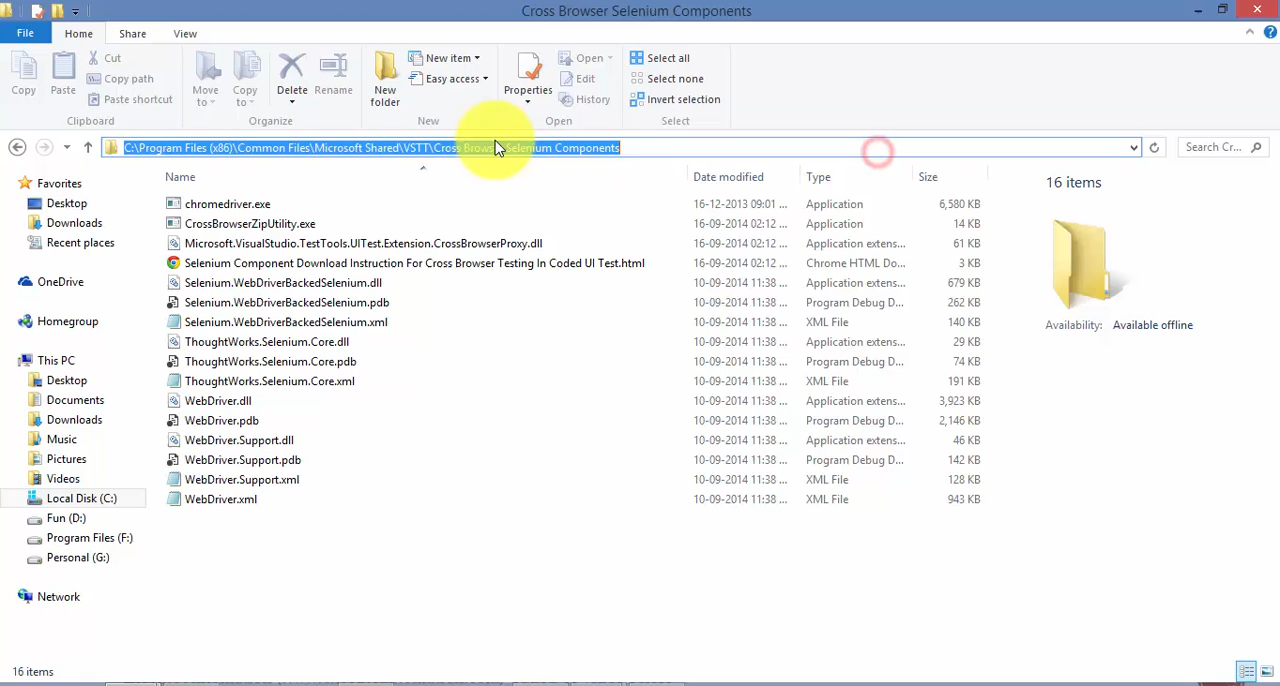 Cross Browser Selenium Components
File Home Share View
Copy Paste Cut Copy path Paste shortcut Clipboard
Move to Copy to Delete Rename Organize
New folder New item Easy access New
Properties Open Edit History Open
Select all Select none Invert selection Select
C:\Program Files (x86)\Common Files\Microsoft Shared\VSTT\Cross Browser Selenium Components Search Cr...
Favorites
Desktop
Downloads
Recent places
OneDrive
Homegroup
This PC
Desktop
Documents
Downloads
Music
Pictures
Videos
Local Disk (C:)
Fun (D:)
Program Files (F:)
Personal (G:)
Network
Name Date modified Type Size
chromedriver.exe 16-12-2013 09:01 ... Application 6,580 KB
CrossBrowserZipUtility.exe 16-09-2014 02:12 ... Application 14 KB
Microsoft.VisualStudio.TestTools.UITest.Extension.CrossBrowserProxy.dll 16-09-2014 02:12 ... Application extens... 61 KB
Selenium Component Download Instruction For Cross Browser Testing In Coded UI Test.html 16-09-2014 02:12 ... Chrome HTML Do... 3 KB
Selenium.WebDriverBackedSelenium.dll 10-09-2014 11:38 ... Application extens... 679 KB
Selenium.WebDriverBackedSelenium.pdb 10-09-2014 11:38 ... Program Debug D... 262 KB
Selenium.WebDriverBackedSelenium.xml 10-09-2014 11:38 ... XML File 140 KB
ThoughtWorks.Selenium.Core.dll 10-09-2014 11:38 ... Application extens... 29 KB
ThoughtWorks.Selenium.Core.pdb 10-09-2014 11:38 ... Program Debug D... 74 KB
ThoughtWorks.Selenium.Core.xml 10-09-2014 11:38 ... XML File 191 KB
WebDriver.dll 10-09-2014 11:38 ... Application extens... 3,923 KB
WebDriver.pdb 10-09-2014 11:38 ... Program Debug D... 2,146 KB
WebDriver.Support.dll 10-09-2014 11:38 ... Application extens... 46 KB
WebDriver.Support.pdb 10-09-2014 11:38 ... Program Debug D... 142 KB
WebDriver.Support.xml 10-09-2014 11:38 ... XML File 128 KB
WebDriver.xml 10-09-2014 11:38 ... XML File 943 KB
16 items
Availability: Available offline
16 items